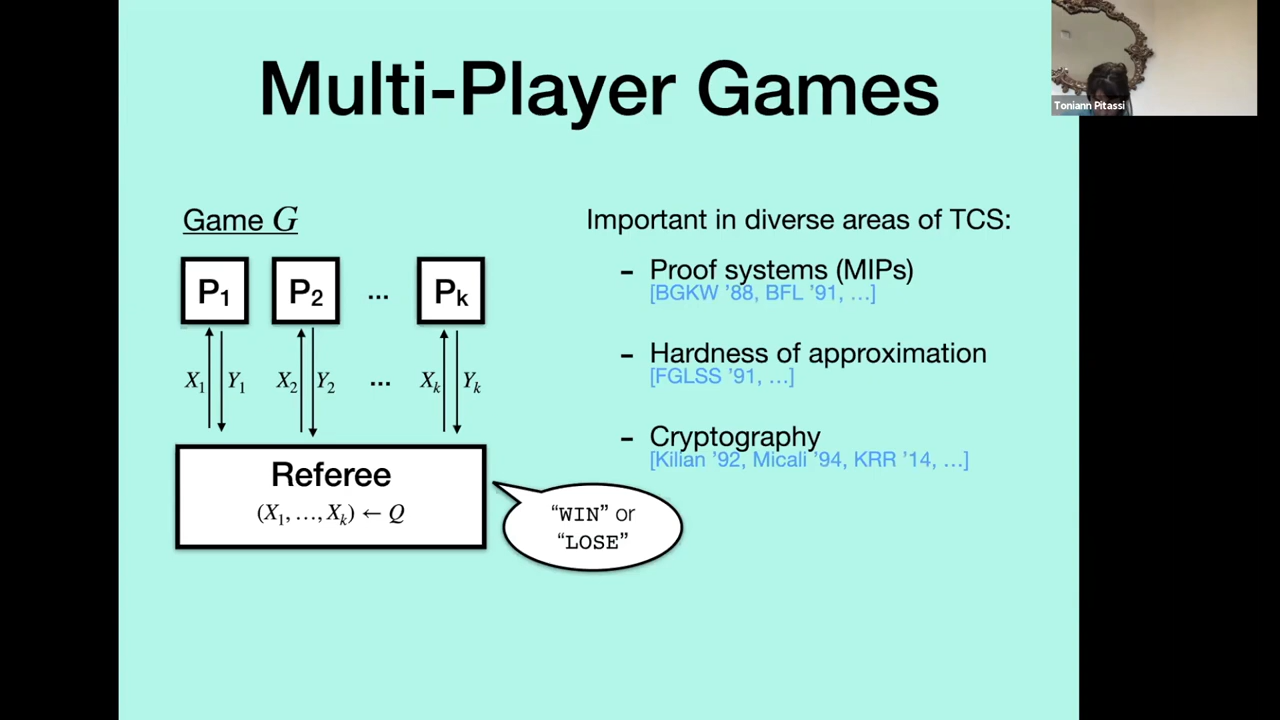 Multi-Player Games
Toniann Pitassi
Game G
P₁ P₂ ... Pₖ
X₁ Y₁ X₂ Y₂ ... Xₖ Yₖ
Referee
(X₁, …, Xₖ) ← Q
“WIN” or
“LOSE”
Important in diverse areas of TCS:
- Proof systems (MIPs)
[BGKW ’88, BFL ’91, …]
- Hardness of approximation
[FGLSS ’91, …]
- Cryptography
[Kilian ’92, Micali ’94, KRR ’14, …]